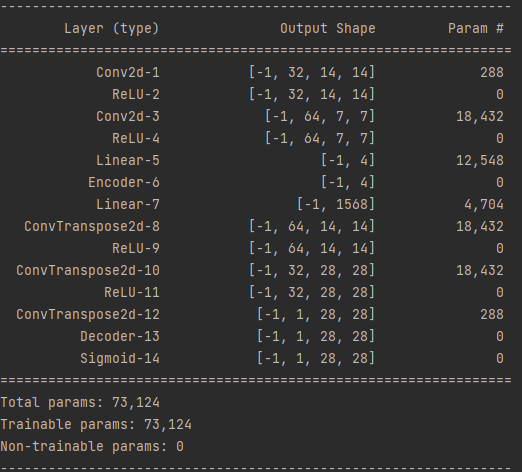 ----------------------------------------------------------------
        Layer (type)               Output Shape         Param #
================================================================
            Conv2d-1           [-1, 32, 14, 14]             288
              ReLU-2           [-1, 32, 14, 14]               0
            Conv2d-3             [-1, 64, 7, 7]          18,432
              ReLU-4             [-1, 64, 7, 7]               0
            Linear-5                    [-1, 4]          12,548
           Encoder-6                    [-1, 4]               0
            Linear-7                 [-1, 1568]           4,704
   ConvTranspose2d-8           [-1, 64, 14, 14]          18,432
              ReLU-9           [-1, 64, 14, 14]               0
  ConvTranspose2d-10           [-1, 32, 28, 28]          18,432
             ReLU-11           [-1, 32, 28, 28]               0
  ConvTranspose2d-12            [-1, 1, 28, 28]             288
          Decoder-13            [-1, 1, 28, 28]               0
          Sigmoid-14            [-1, 1, 28, 28]               0
================================================================
Total params: 73,124
Trainable params: 73,124
Non-trainable params: 0
----------------------------------------------------------------